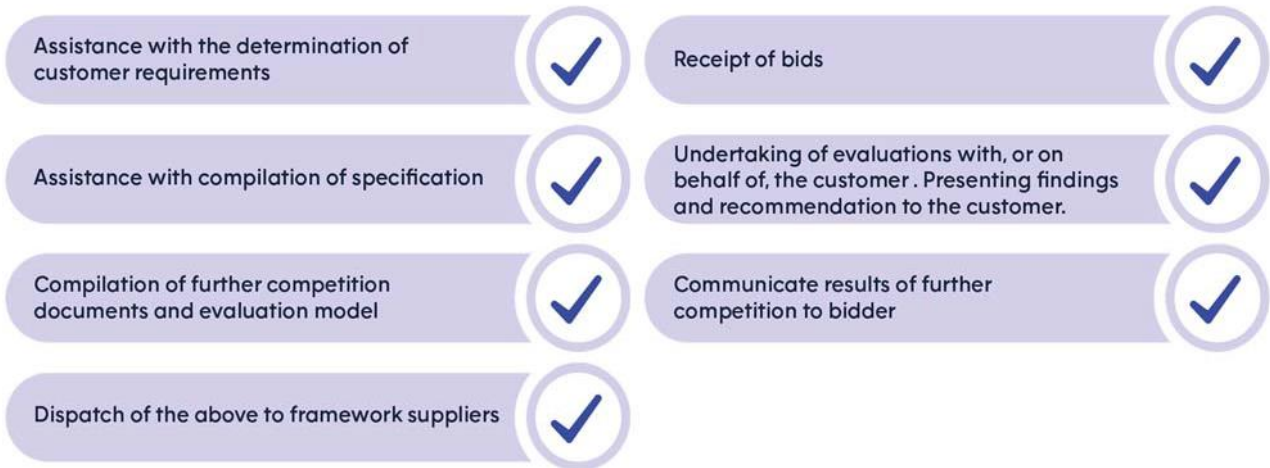 Assistance with the determination of
customer requirements
Assistance with compilation of specification
Compilation of further competition
documents and evaluation model
Dispatch of the above to framework suppliers
Receipt of bids
Undertaking of evaluations with, or on
behalf of, the customer . Presenting findings
and recommendation to the customer.
Communicate results of further
competition to bidder